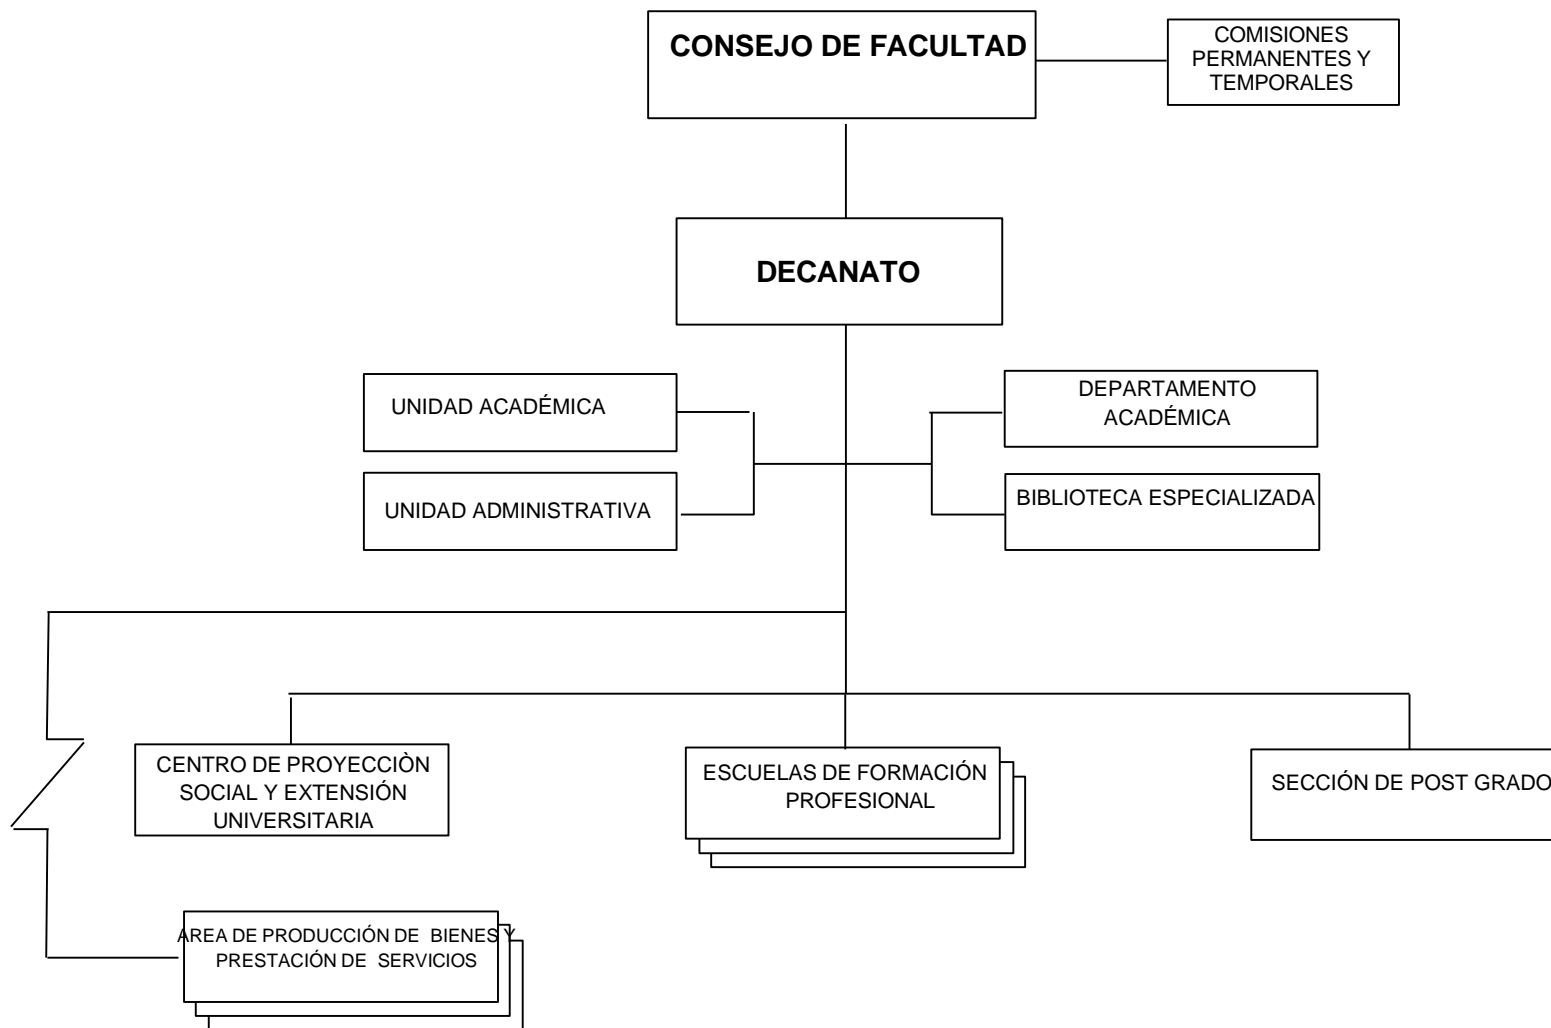 CONSEJO DE FACULTAD
COMISIONES
PERMANENTES Y
TEMPORALES
DECANATO
UNIDAD ACADÉMICA
DEPARTAMENTO
ACADÉMICA
UNIDAD ADMINISTRATIVA
BIBLIOTECA ESPECIALIZADA
CENTRO DE PROYECCIÒN
SOCIAL Y EXTENSIÓN
UNIVERSITARIA
ESCUELAS DE FORMACIÓN
PROFESIONAL
SECCIÓN DE POST GRADO
AREA DE PRODUCCIÓN DE BIENES Y
PRESTACIÓN DE SERVICIOS